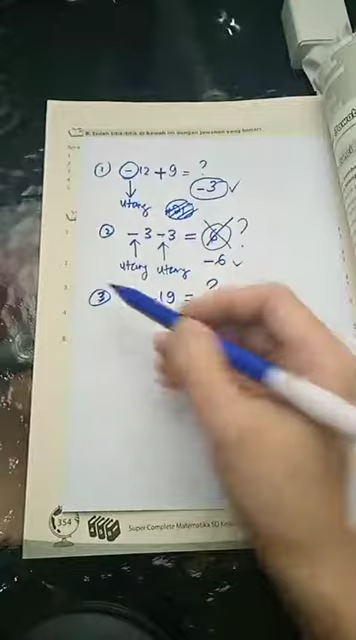 B. Isilah titik-titik di bawah ini dengan jawaban yang benar!
① -12 + 9 = ?
utang
-3 ✓
② -3 -3 = 6 ?
utang utang
-6 ✓
③ -19 = ?
354
Super Complete Matematika SD